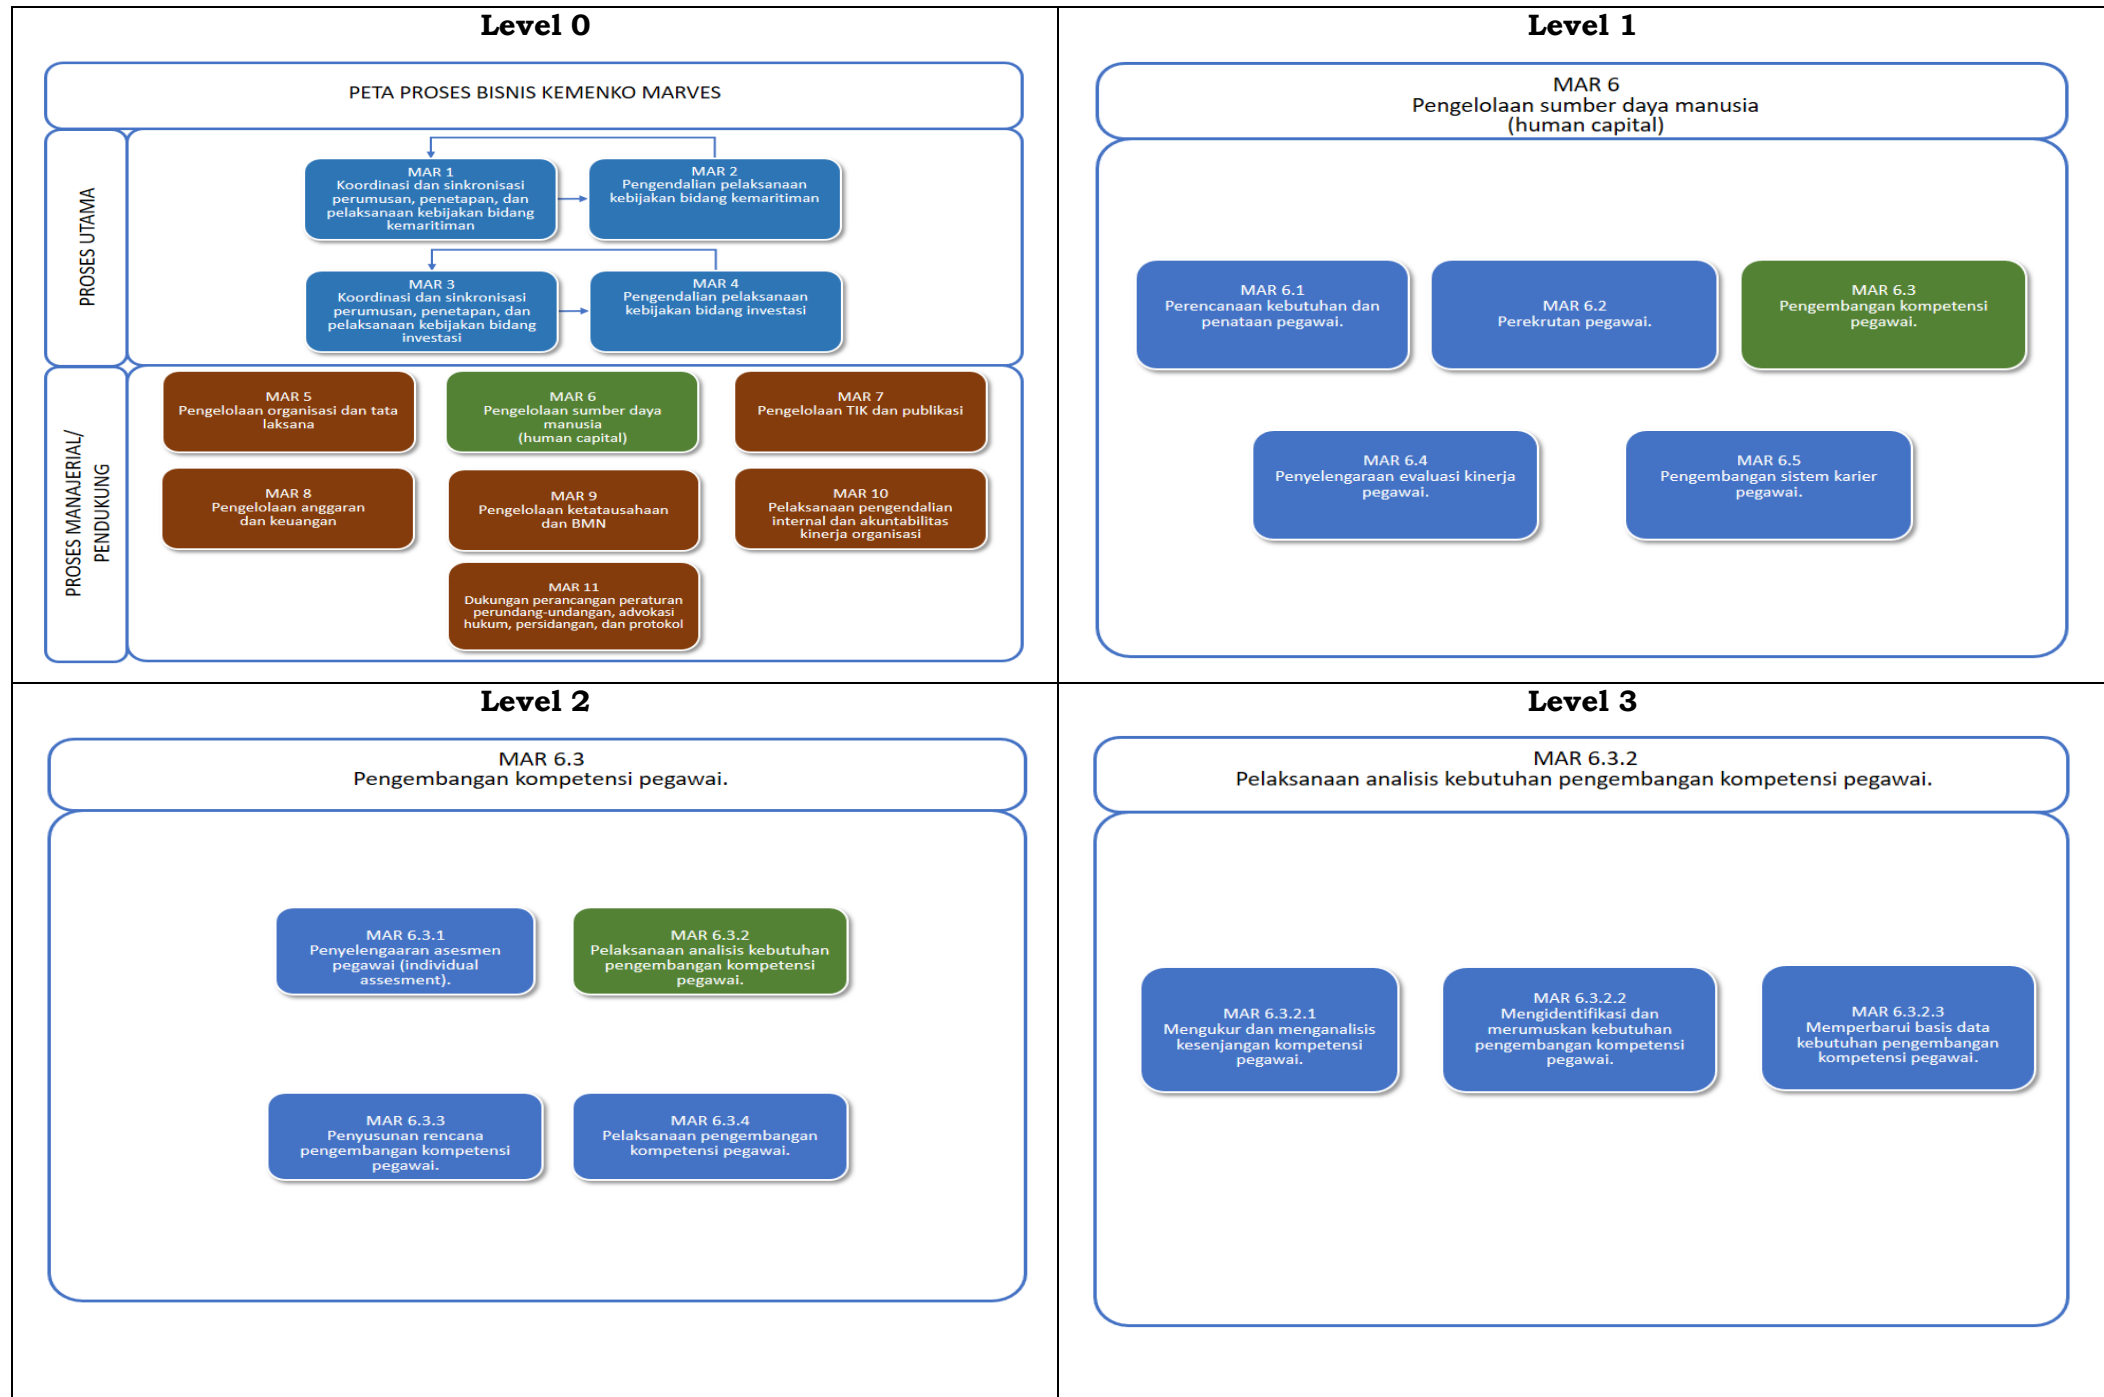 Level 0
PETA PROSES BISNIS KEMENKO MARVES
PROSES UTAMA
MAR 1
Koordinasi dan sinkronisasi
perumusan, penetapan, dan
pelaksanaan kebijakan bidang
kemaritiman
MAR 2
Pengendalian pelaksanaan
kebijakan bidang kemaritiman
MAR 3
Koordinasi dan sinkronisasi
perumusan, penetapan, dan
pelaksanaan kebijakan bidang
investasi
MAR 4
Pengendalian pelaksanaan
kebijakan bidang investasi
PROSES MANAJERIAL/
PENDUKUNG
MAR 5
Pengelolaan organisasi dan tata
laksana
MAR 6
Pengelolaan sumber daya
manusia
(human capital)
MAR 7
Pengelolaan TIK dan publikasi
MAR 8
Pengelolaan anggaran
dan keuangan
MAR 9
Pengelolaan ketatausahaan
dan BMN
MAR 10
Pelaksanaan pengendalian
internal dan akuntabilitas
kinerja organisasi
MAR 11
Dukungan perancangan peraturan
perundang-undangan, advokasi
hukum, persidangan, dan protokol
Level 1
MAR 6
Pengelolaan sumber daya manusia
(human capital)
MAR 6.1
Perencanaan kebutuhan dan
penataan pegawai.
MAR 6.2
Perekrutan pegawai.
MAR 6.3
Pengembangan kompetensi
pegawai.
MAR 6.4
Penyelengaraan evaluasi kinerja
pegawai.
MAR 6.5
Pengembangan sistem karier
pegawai.
Level 2
MAR 6.3
Pengembangan kompetensi pegawai.
MAR 6.3.1
Penyelengaaran asesmen
pegawai (individual
assesment).
MAR 6.3.2
Pelaksanaan analisis kebutuhan
pengembangan kompetensi
pegawai.
MAR 6.3.3
Penyusunan rencana
pengembangan kompetensi
pegawai.
MAR 6.3.4
Pelaksanaan pengembangan
kompetensi pegawai.
Level 3
MAR 6.3.2
Pelaksanaan analisis kebutuhan pengembangan kompetensi pegawai.
MAR 6.3.2.1
Mengukur dan menganalisis
kesenjangan kompetensi
pegawai.
MAR 6.3.2.2
Mengidentifikasi dan
merumuskan kebutuhan
pengembangan kompetensi
pegawai.
MAR 6.3.2.3
Memperbarui basis data
kebutuhan pengembangan
kompetensi pegawai.